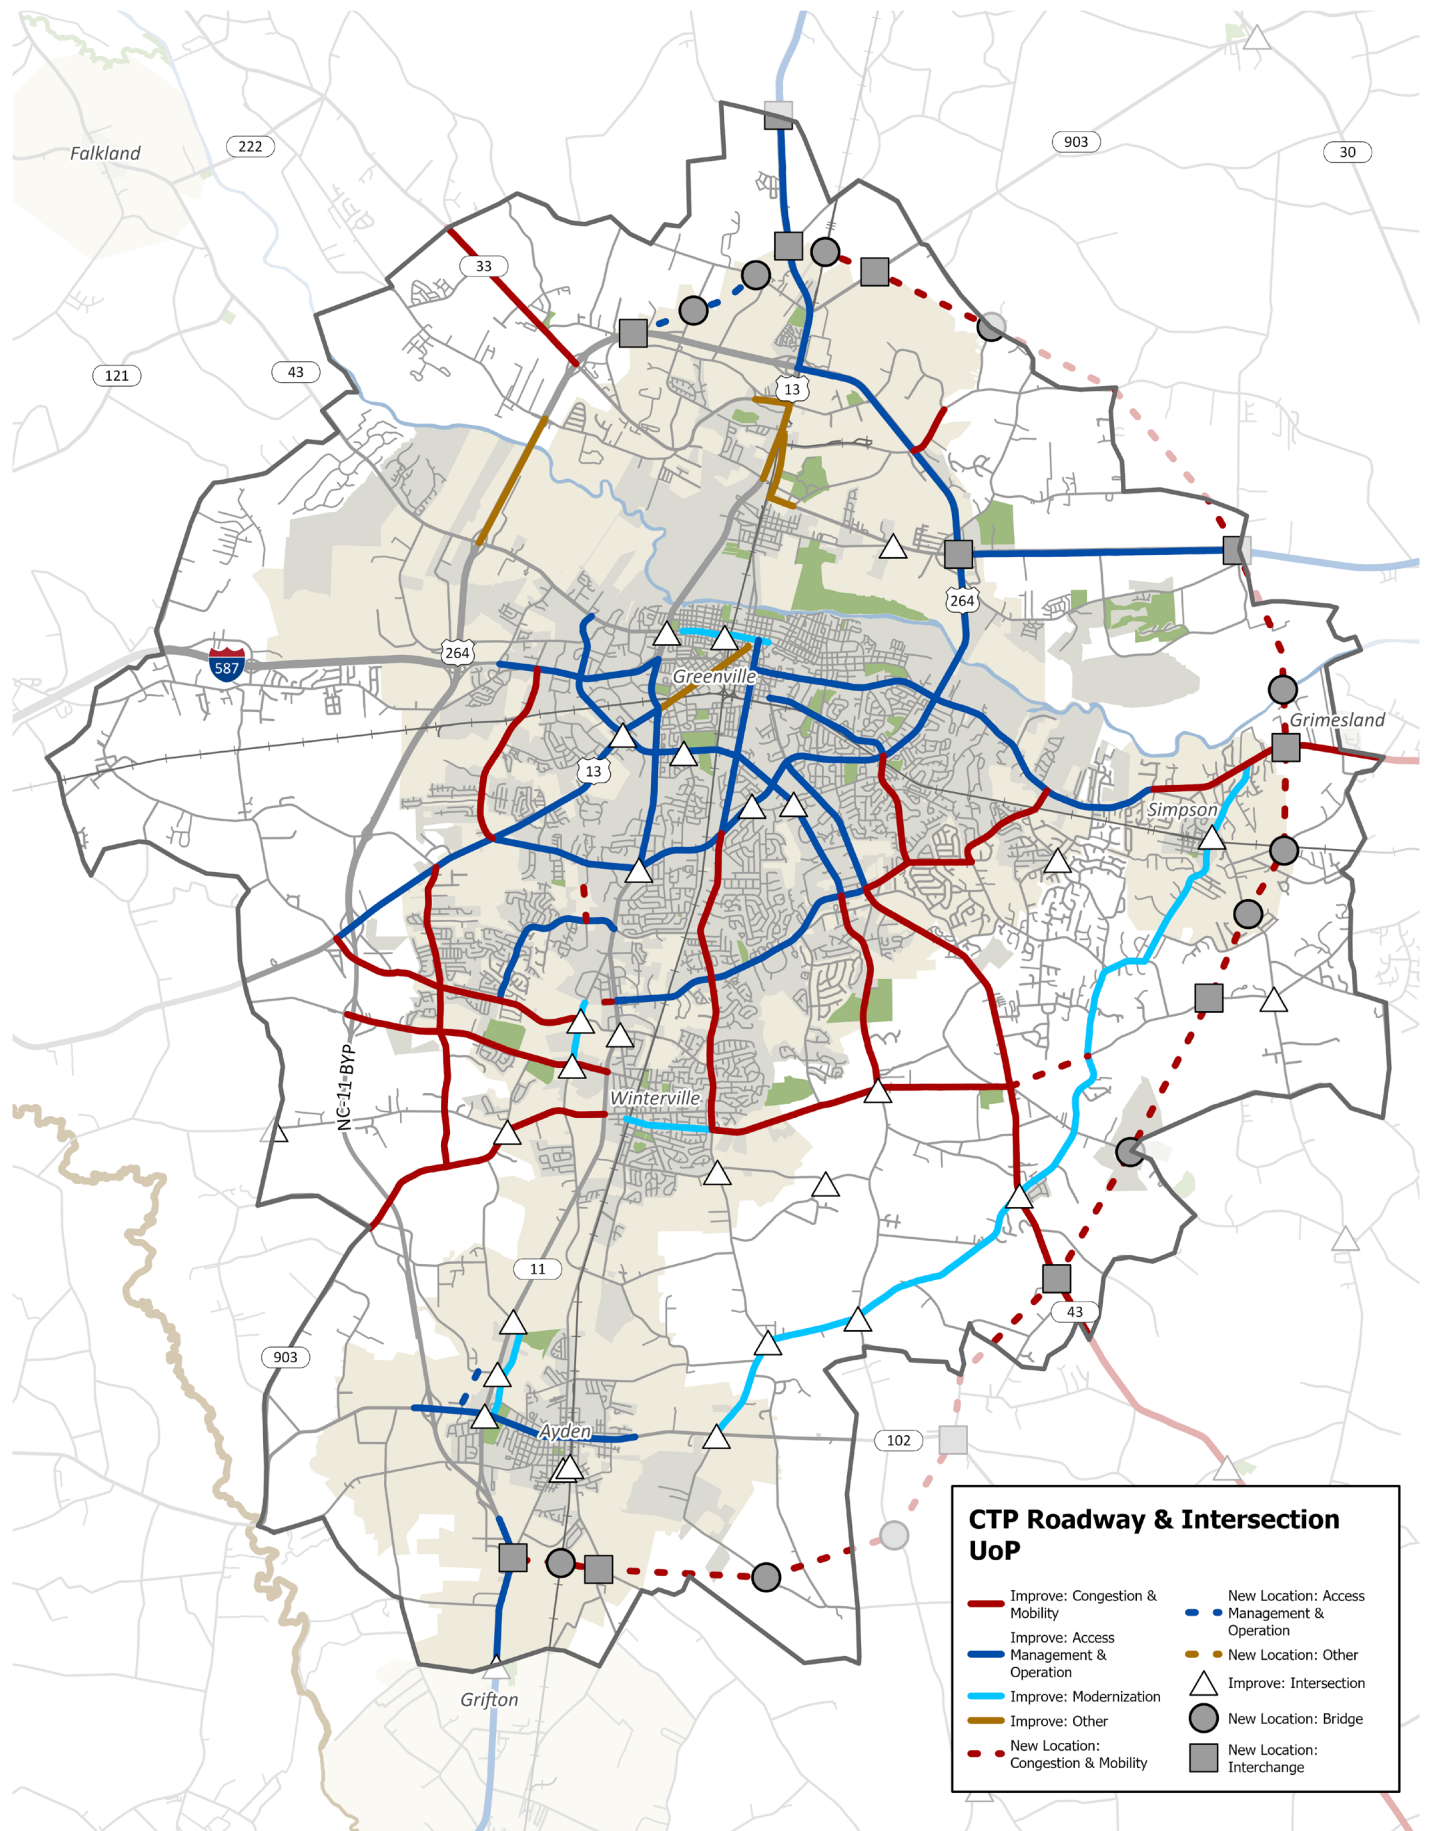 903
Falkland
222
30
33
43
121
13
264
264
587
Greenville
Grimesland
13
Simpson
NC-11 BYP
Winterville
11
43
903
Ayden
102
Grifton
CTP Roadway & Intersection
UoP
Improve: Congestion &
Mobility
Improve: Access
Management &
Operation
Improve: Modernization
Improve: Other
New Location:
Congestion & Mobility
New Location: Access
Management &
Operation
New Location: Other
Improve: Intersection
New Location: Bridge
New Location:
Interchange